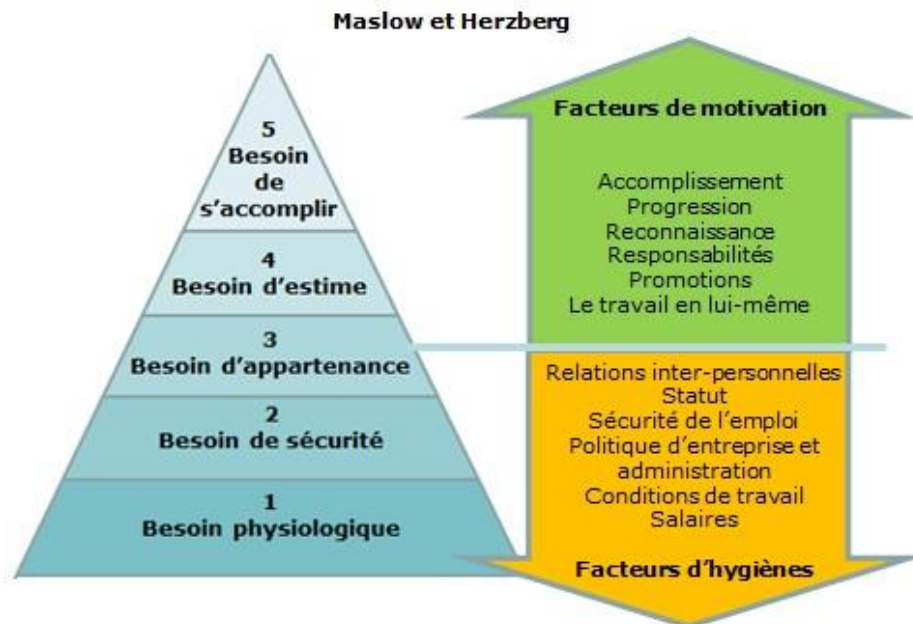 Maslow et Herzberg
5
Besoin
de
s’accomplir
4
Besoin d’estime
3
Besoin d’appartenance
2
Besoin de sécurité
1
Besoin physiologique
Facteurs de motivation
Accomplissement
Progression
Reconnaissance
Responsabilités
Promotions
Le travail en lui-même
Relations inter-personnelles
Statut
Sécurité de l’emploi
Politique d’entreprise et
administration
Conditions de travail
Salaires
Facteurs d’hygiènes